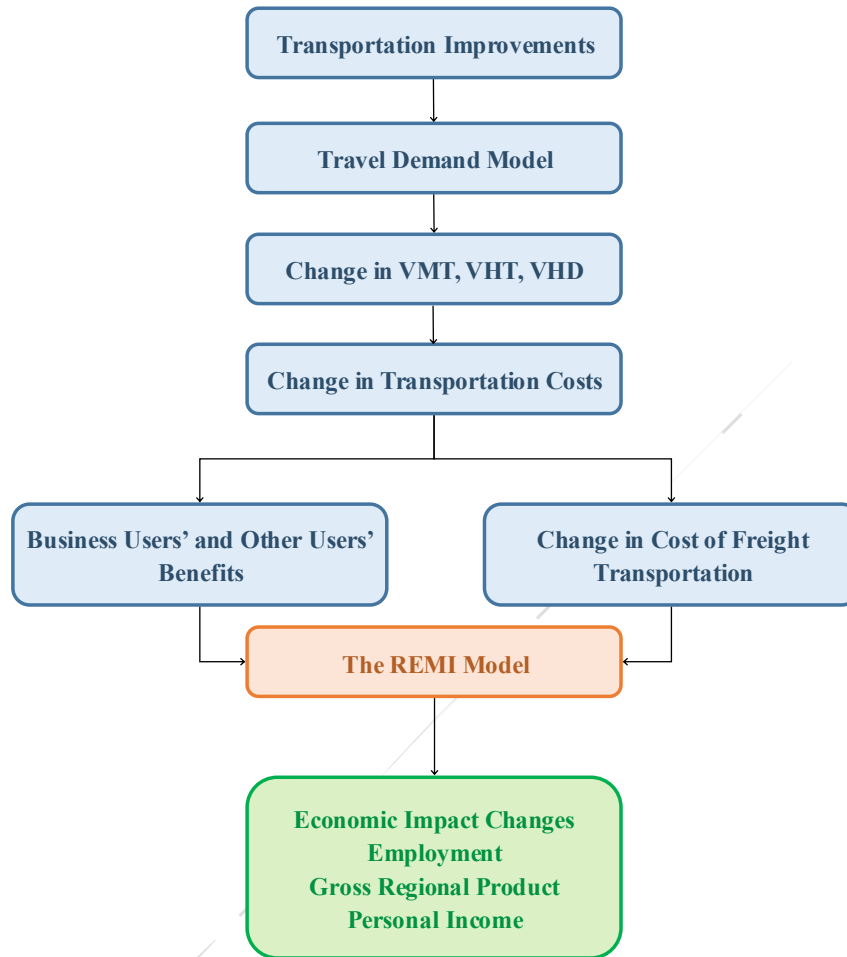 Transportation Improvements
Travel Demand Model
Change in VMT, VHT, VHD
Change in Transportation Costs
Business Users’ and Other Users’
Benefits
Change in Cost of Freight
Transportation
The REMI Model
Economic Impact Changes
Employment
Gross Regional Product
Personal Income